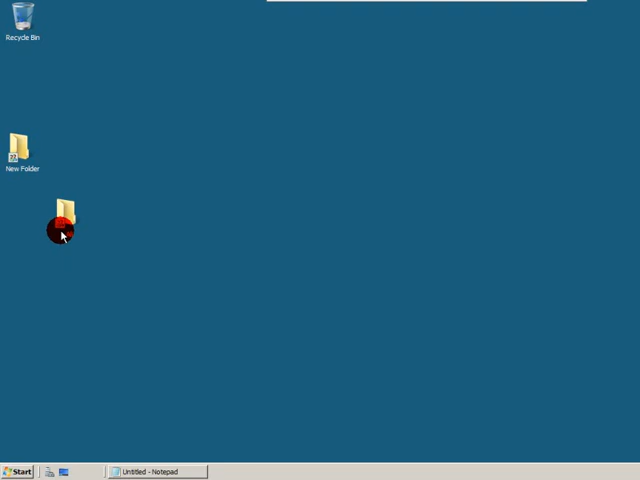 Recycle Bin
New Folder
Start
Untitled - Notepad